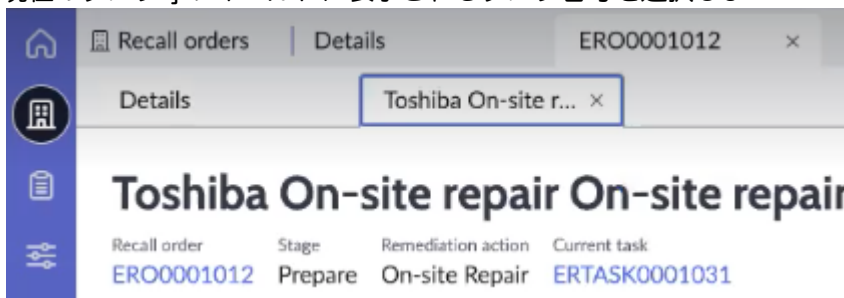 Recall orders
Details
ERO0001012
Details
Toshiba On-site r...
Toshiba On-site repair On-site repair
Recall order
Stage
Remediation action
Current task
ERO0001012
Prepare
On-site Repair
ERTASK0001031